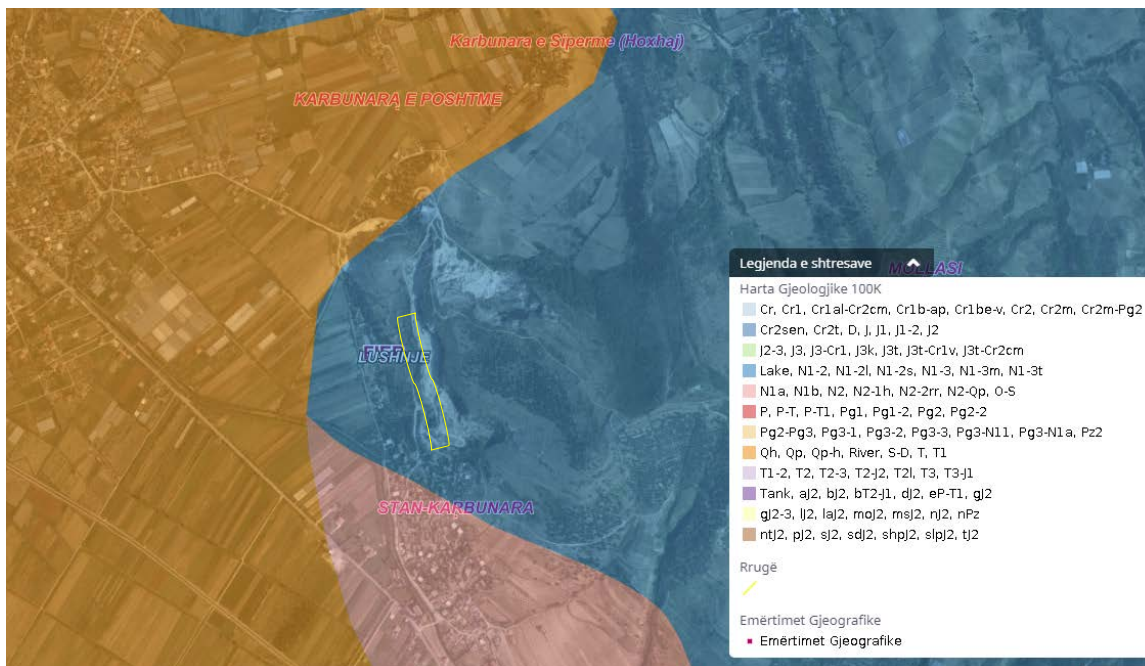 Karbunara e Siperme (Hoxhaj)
KARBUNARA E POSHTME
MOLLASI
LUSHNJE
STAN-KARBUNARA
Legjenda e shtresave
Harta Gjeologjike 100K
Cr, Cr1, Cr1al-Cr2cm, Cr1b-ap, Cr1be-v, Cr2, Cr2m, Cr2m-Pg2
Cr2sen, Cr2t, D, J, J1, J1-2, J2
J2-3, J3, J3-Cr1, J3k, J3t, J3t-Cr1v, J3t-Cr2cm
Lake, N1-2, N1-2l, N1-2s, N1-3, N1-3m, N1-3t
N1a, N1b, N2, N2-1h, N2-2rr, N2-Qp, O-S
P, P-T, P-T1, Pg1, Pg1-2, Pg2, Pg2-2
Pg2-Pg3, Pg3-1, Pg3-2, Pg3-3, Pg3-N11, Pg3-N1a, Pz2
Qh, Qp, Qp-h, River, S-D, T, T1
T1-2, T2, T2-3, T2-J2, T2l, T3, T3-J1
Tank, aJ2, bJ2, bT2-J1, dJ2, eP-T1, gJ2
gJ2-3, lJ2, laJ2, moJ2, msJ2, nJ2, nPz
ntJ2, pJ2, sJ2, sdJ2, shpJ2, slpJ2, tJ2
Rrugë
Emërtimet Gjeografike
Emërtimet Gjeografike